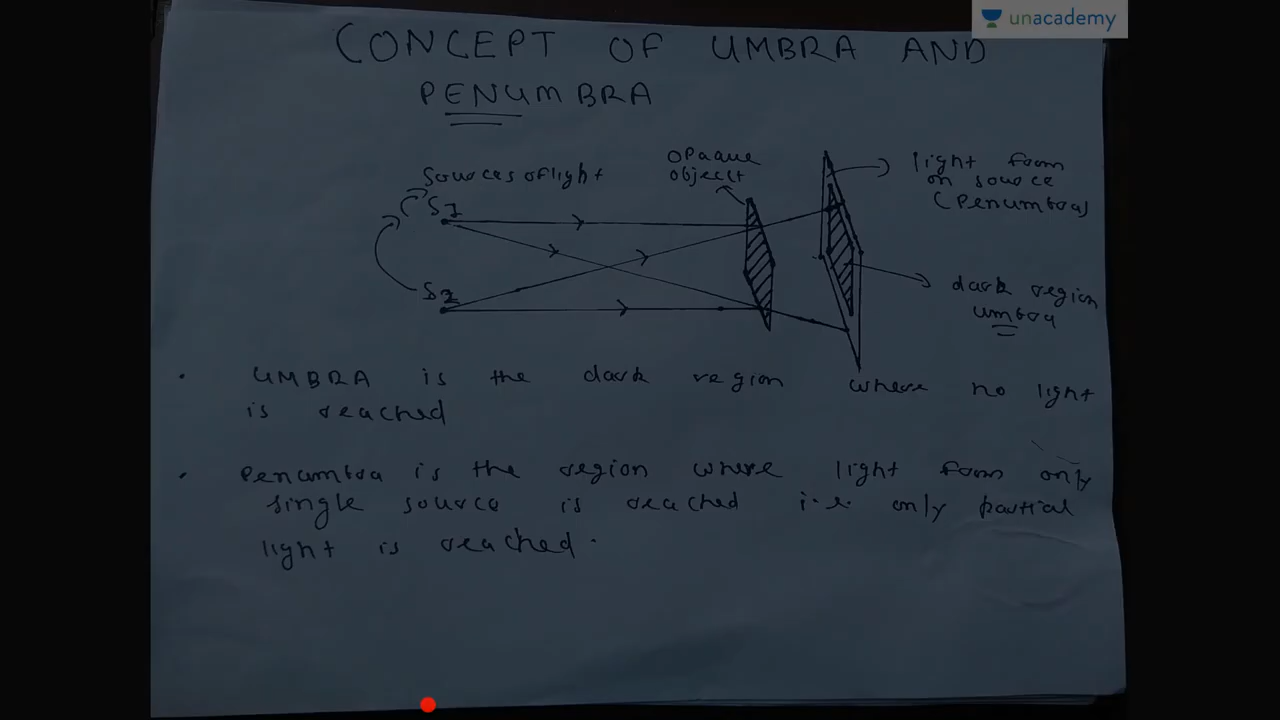 unacademy
CONCEPT OF UMBRA AND
PENUMBRA
Sources of light
opaque
object
light from
on source
(Penumbra)
S1
S2
dark region
umbra
. UMBRA is the dark region where no light
is reached
. Penumbra is the region where light from only
single source is reached i.e. only partial
light is reached.